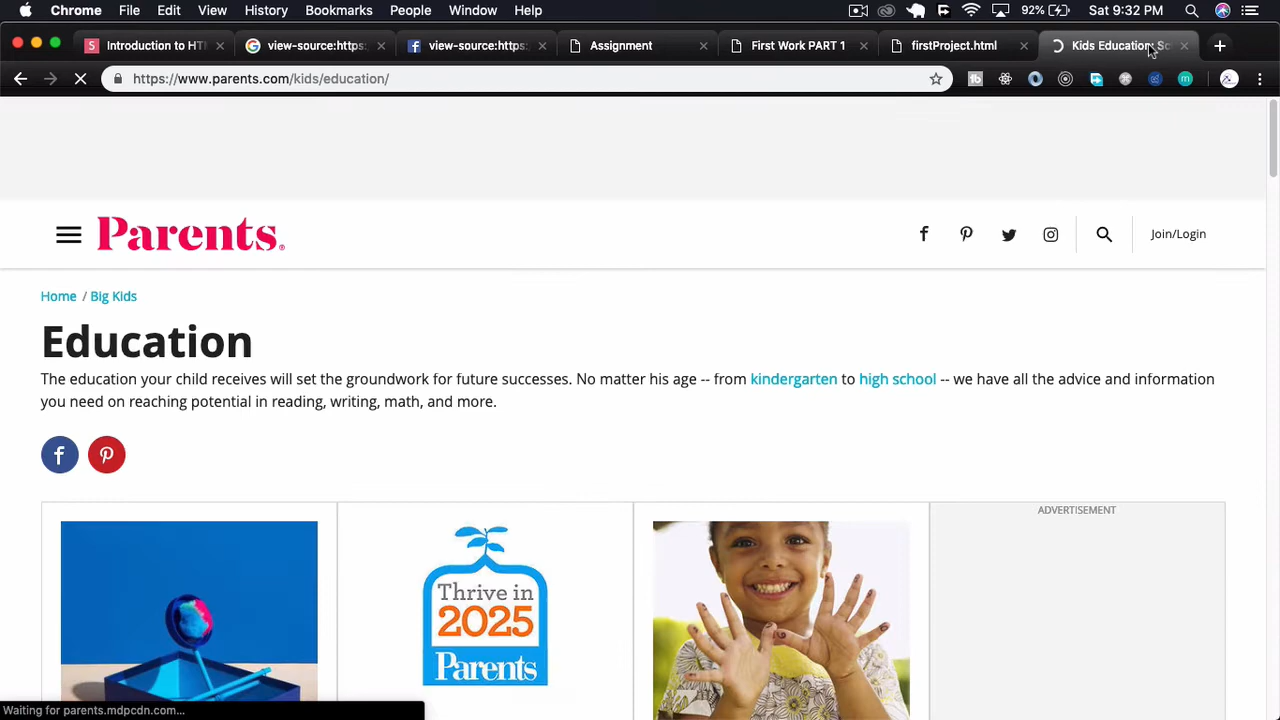 Chrome File Edit View History Bookmarks People Window Help 92% Sat 9:32 PM
Introduction to HT view-source:https: view-source:https: Assignment First Work PART 1 firstProject.html Kids Education
https://www.parents.com/kids/education/
Parents. Join/Login
Home / Big Kids
Education
The education your child receives will set the groundwork for future successes. No matter his age -- from kindergarten to high school -- we have all the advice and information
you need on reaching potential in reading, writing, math, and more.
ADVERTISEMENT
Thrive in
2025
Parents
Waiting for parents.mdpcdn.com...